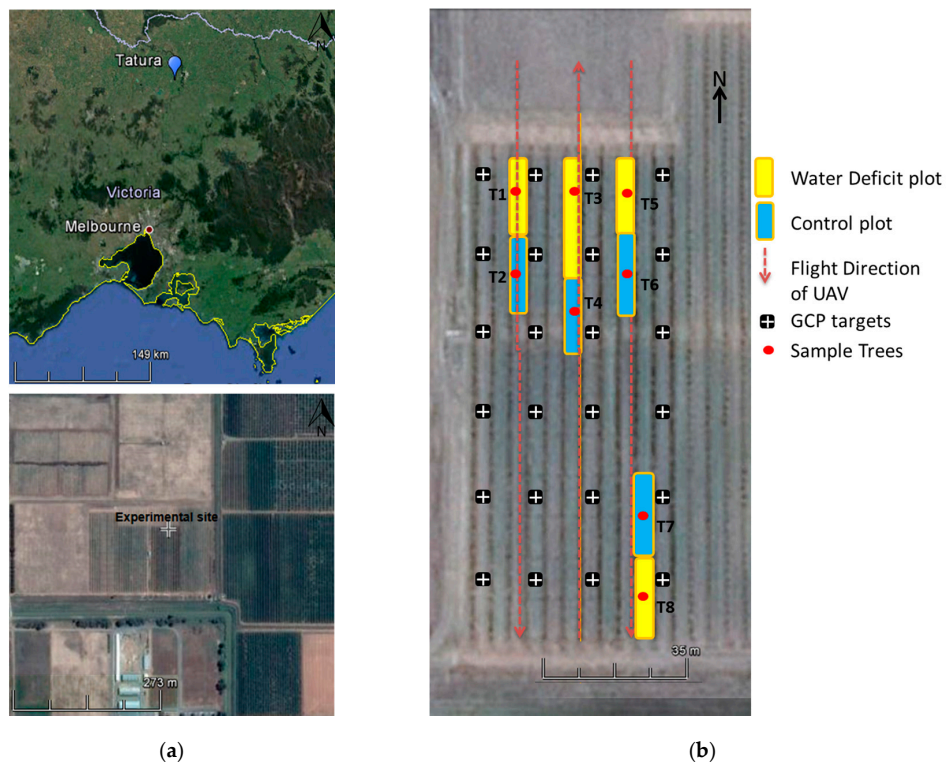 N
Tatura
Victoria
Melbourne
149 km
N
Experimental site
273 m
(a)
N
T1
T3
T5
T2
T4
T6
T7
T8
35 m
Water Deficit plot
Control plot
Flight Direction
of UAV
GCP targets
Sample Trees
(b)